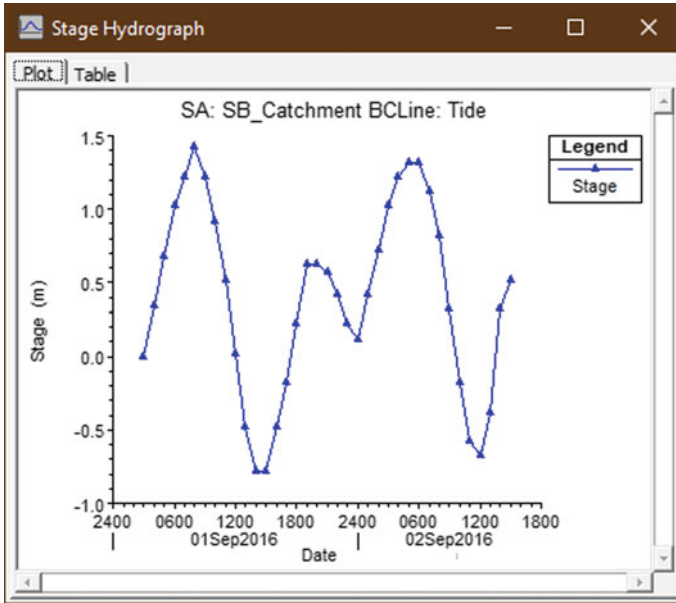 Stage Hydrograph
Plot Table
SA: SB_Catchment BCLine: Tide
Legend
Stage
1.5
1.0
0.5
0.0
-0.5
-1.0
Stage (m)
2400 0600 1200 1800 2400 0600 1200 1800
01Sep2016 02Sep2016
Date